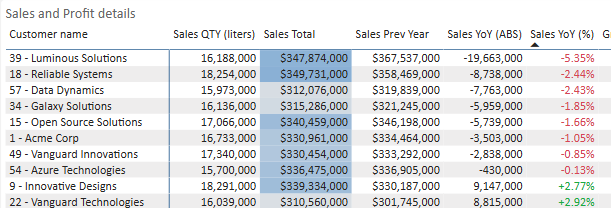 Sales and Profit details
Customer name Sales QTY (liters) Sales Total Sales Prev Year Sales YoY (ABS) Sales YoY (%)
39 - Luminous Solutions 16,188,000 $347,874,000 $367,537,000 -19,663,000 -5.35%
18 - Reliable Systems 18,254,000 $349,731,000 $358,469,000 -8,738,000 -2.44%
57 - Data Dynamics 15,973,000 $312,076,000 $319,839,000 -7,763,000 -2.43%
34 - Galaxy Solutions 16,136,000 $315,286,000 $321,245,000 -5,959,000 -1.85%
15 - Open Source Solutions 17,066,000 $340,459,000 $346,198,000 -5,739,000 -1.66%
1 - Acme Corp 16,733,000 $330,961,000 $334,464,000 -3,503,000 -1.05%
49 - Vanguard Innovations 17,340,000 $330,454,000 $333,292,000 -2,838,000 -0.85%
54 - Azure Technologies 15,700,000 $336,475,000 $336,905,000 -430,000 -0.13%
9 - Innovative Designs 18,291,000 $339,334,000 $330,187,000 9,147,000 +2.77%
22 - Vanguard Technologies 16,039,000 $310,560,000 $301,745,000 8,815,000 +2.92%